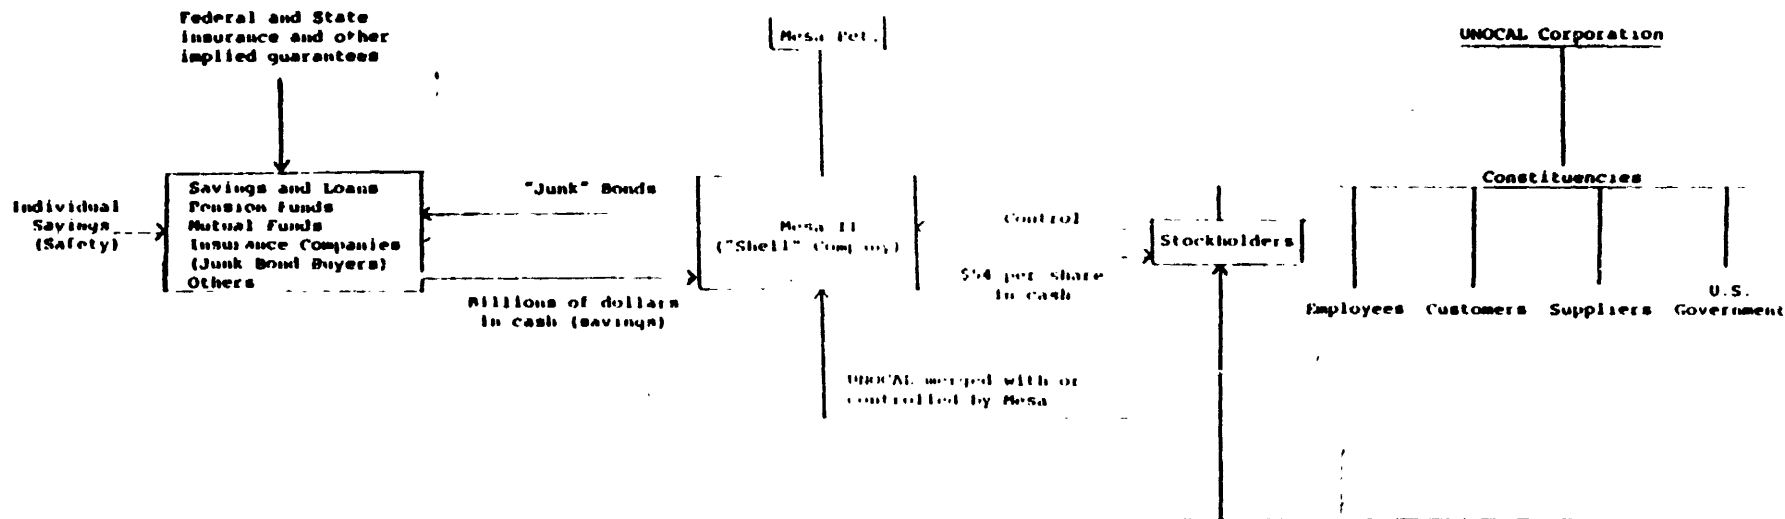 Federal and State
insurance and other
implied guarantees
Mesa Pet.
UNOCAL Corporation
Individual
Savings
(Safety)
Savings and Loans
Pension Funds
Mutual Funds
Insurance Companies
(Junk Bond Buyers)
Others
"Junk" Bonds
Billions of dollars
in cash (savings)
Mesa II
("Shell" Company)
Control
$54 per share
in cash
Stockholders
Constituencies
Employees
Customers
Suppliers
U.S.
Government
UNOCAL merged with or
controlled by Mesa